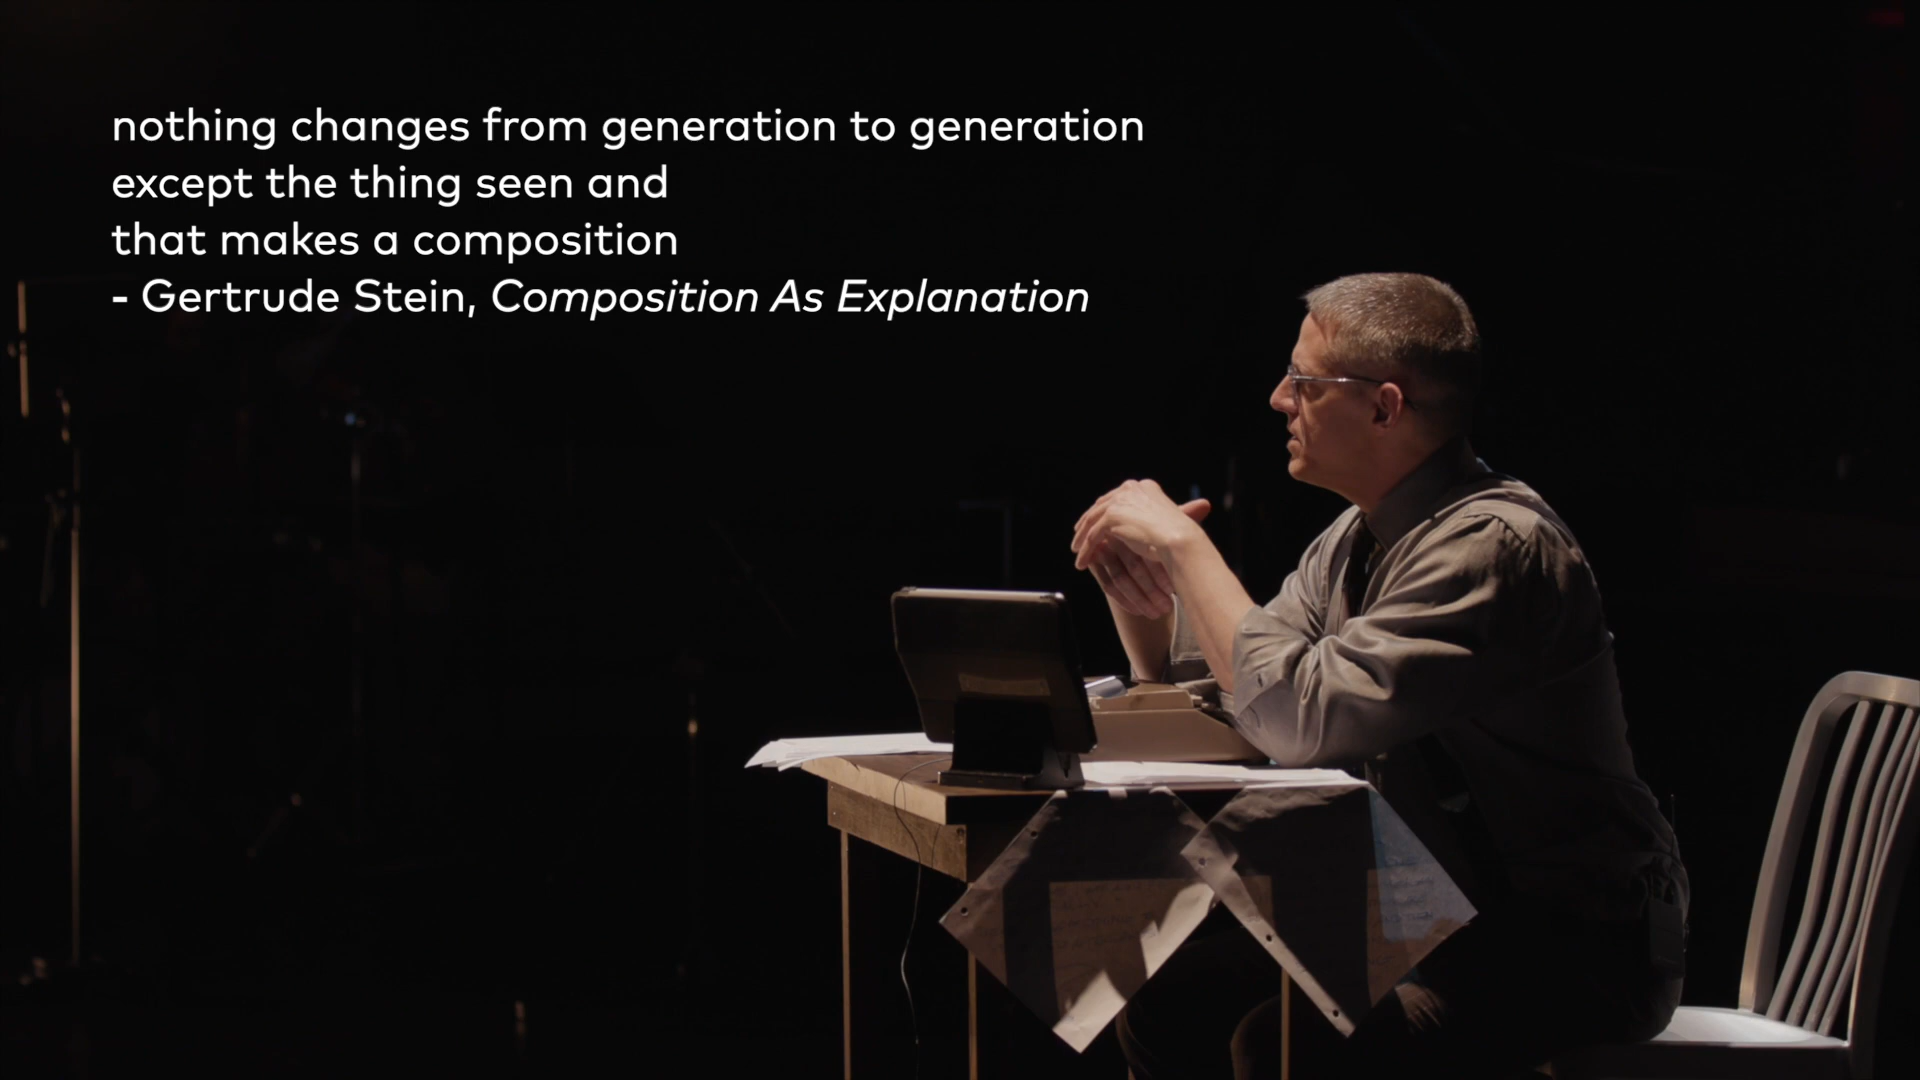 nothing changes from generation to generation
except the thing seen and
that makes a composition
- Gertrude Stein, Composition As Explanation